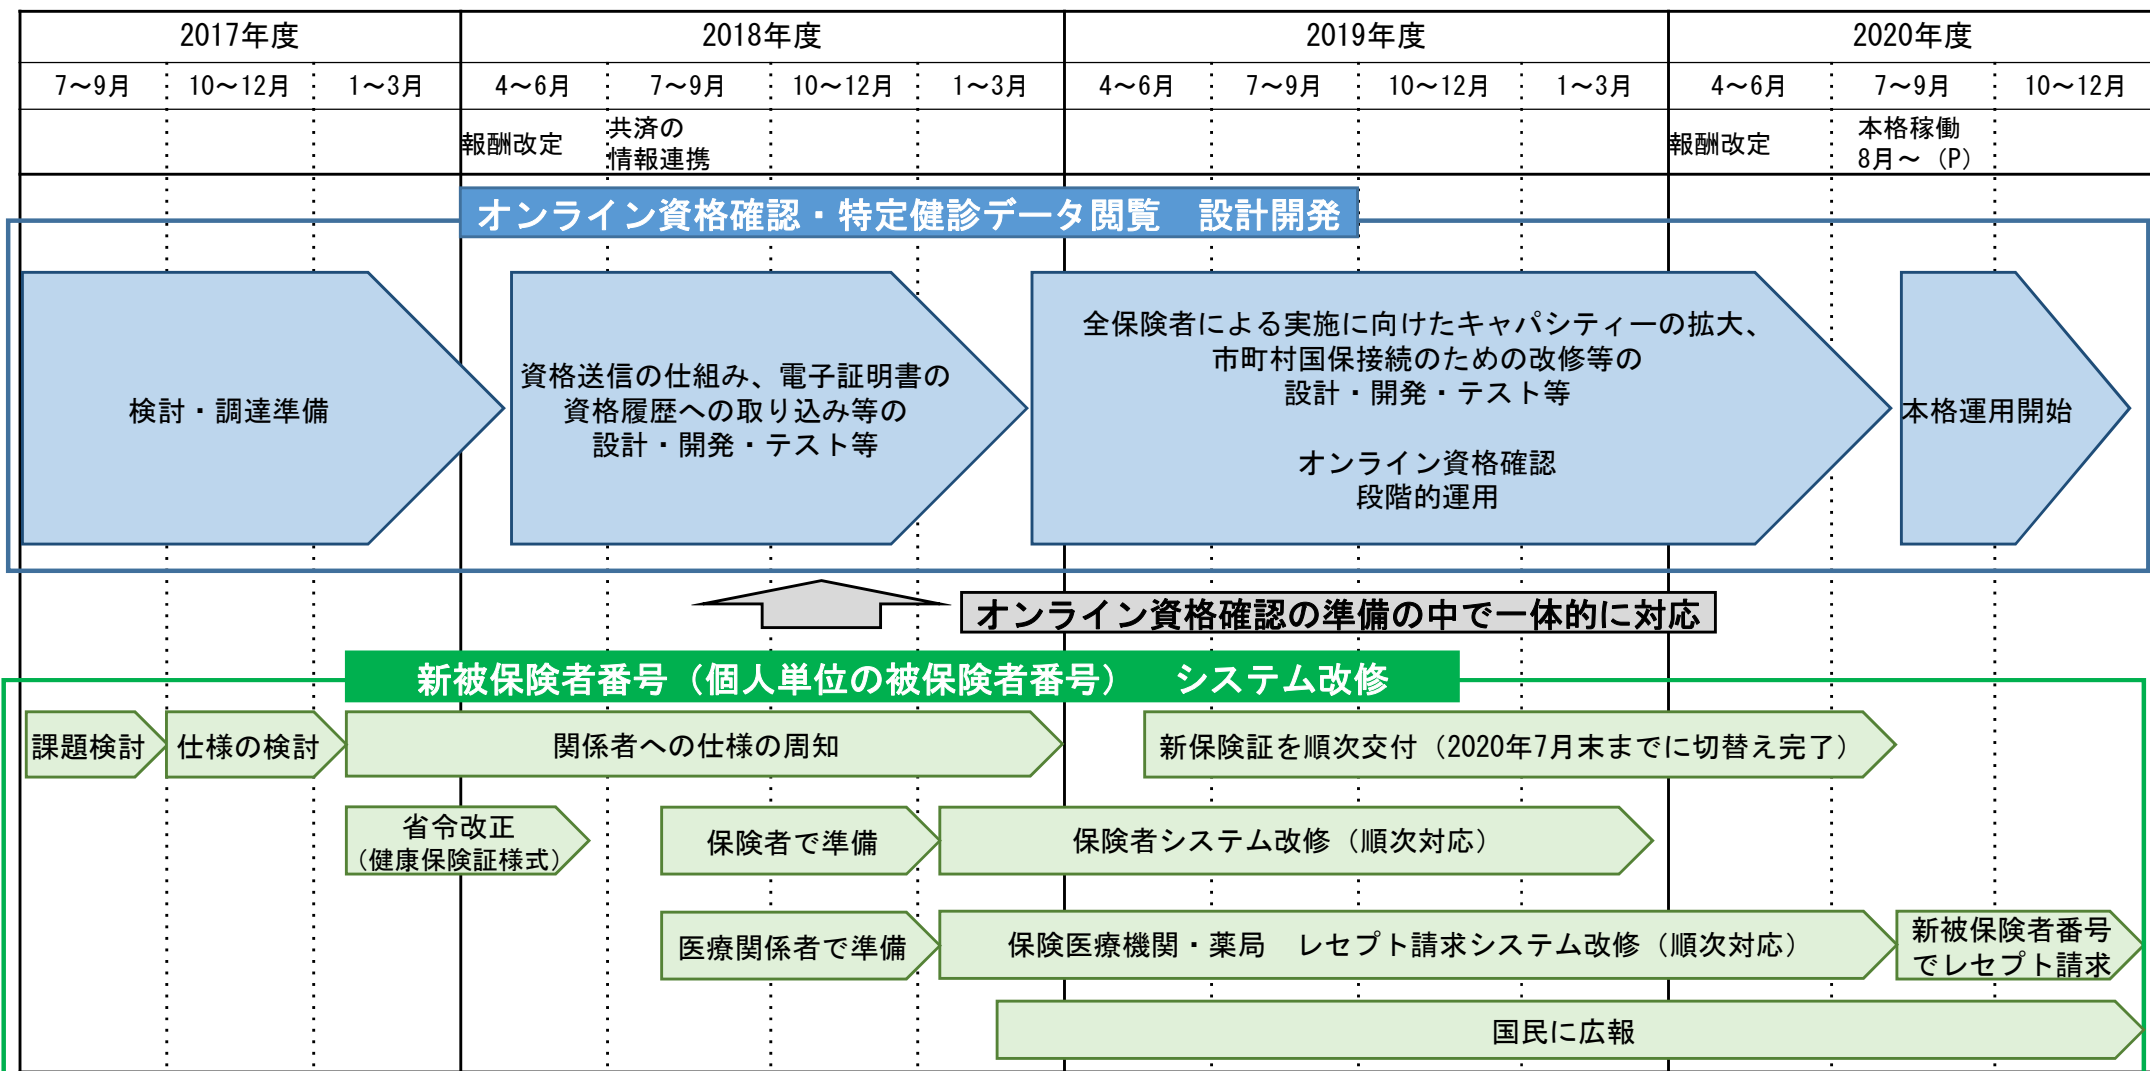 2017年度
2018年度
2019年度
2020年度
7～9月
10～12月
1～3月
4～6月
7～9月
10～12月
1～3月
4～6月
7～9月
10～12月
1～3月
4～6月
7～9月
10～12月
報酬改定
共済の
情報連携
報酬改定
本格稼働
8月～（P）
オンライン資格確認・特定健診データ閲覧　設計開発
検討・調達準備
資格送信の仕組み、電子証明書の
資格履歴への取り込み等の
設計・開発・テスト等
全保険者による実施に向けたキャパシティーの拡大、
市町村国保接続のための改修等の
設計・開発・テスト等
オンライン資格確認
段階的運用
本格運用開始
オンライン資格確認の準備の中で一体的に対応
新被保険者番号（個人単位の被保険者番号）　システム改修
課題検討
仕様の検討
関係者への仕様の周知
新保険証を順次交付（2020年7月末までに切替え完了）
省令改正
（健康保険証様式）
保険者で準備
保険者システム改修（順次対応）
医療関係者で準備
保険医療機関・薬局　レセプト請求システム改修（順次対応）
新被保険者番号
でレセプト請求
国民に広報